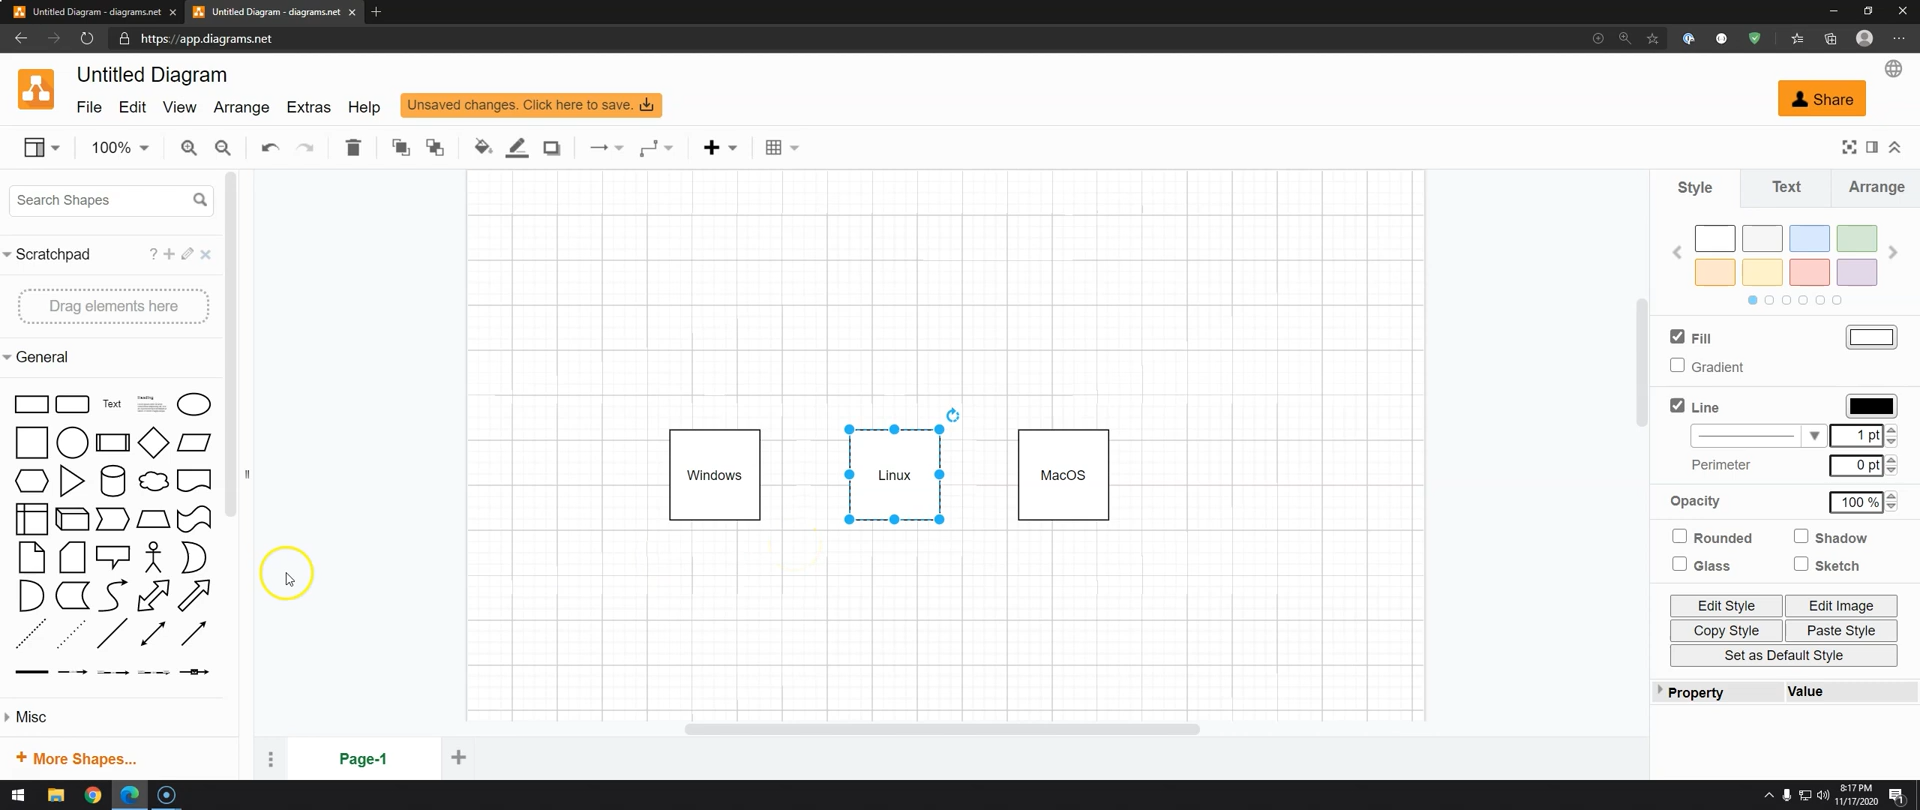 Untitled Diagram - diagrams.net
Untitled Diagram - diagrams.net
https://app.diagrams.net
Untitled Diagram
File Edit View Arrange Extras Help
Unsaved changes. Click here to save.
Share
100%
Search Shapes
Scratchpad
?
Drag elements here
General
Text
Heading
Misc
+ More Shapes...
Windows
Linux
MacOS
Page-1
Style Text Arrange
Fill
Gradient
Line
1 pt
Perimeter 0 pt
Opacity 100 %
Rounded Shadow
Glass Sketch
Edit Style Edit Image
Copy Style Paste Style
Set as Default Style
Property Value
8:17 PM
11/17/2020
1